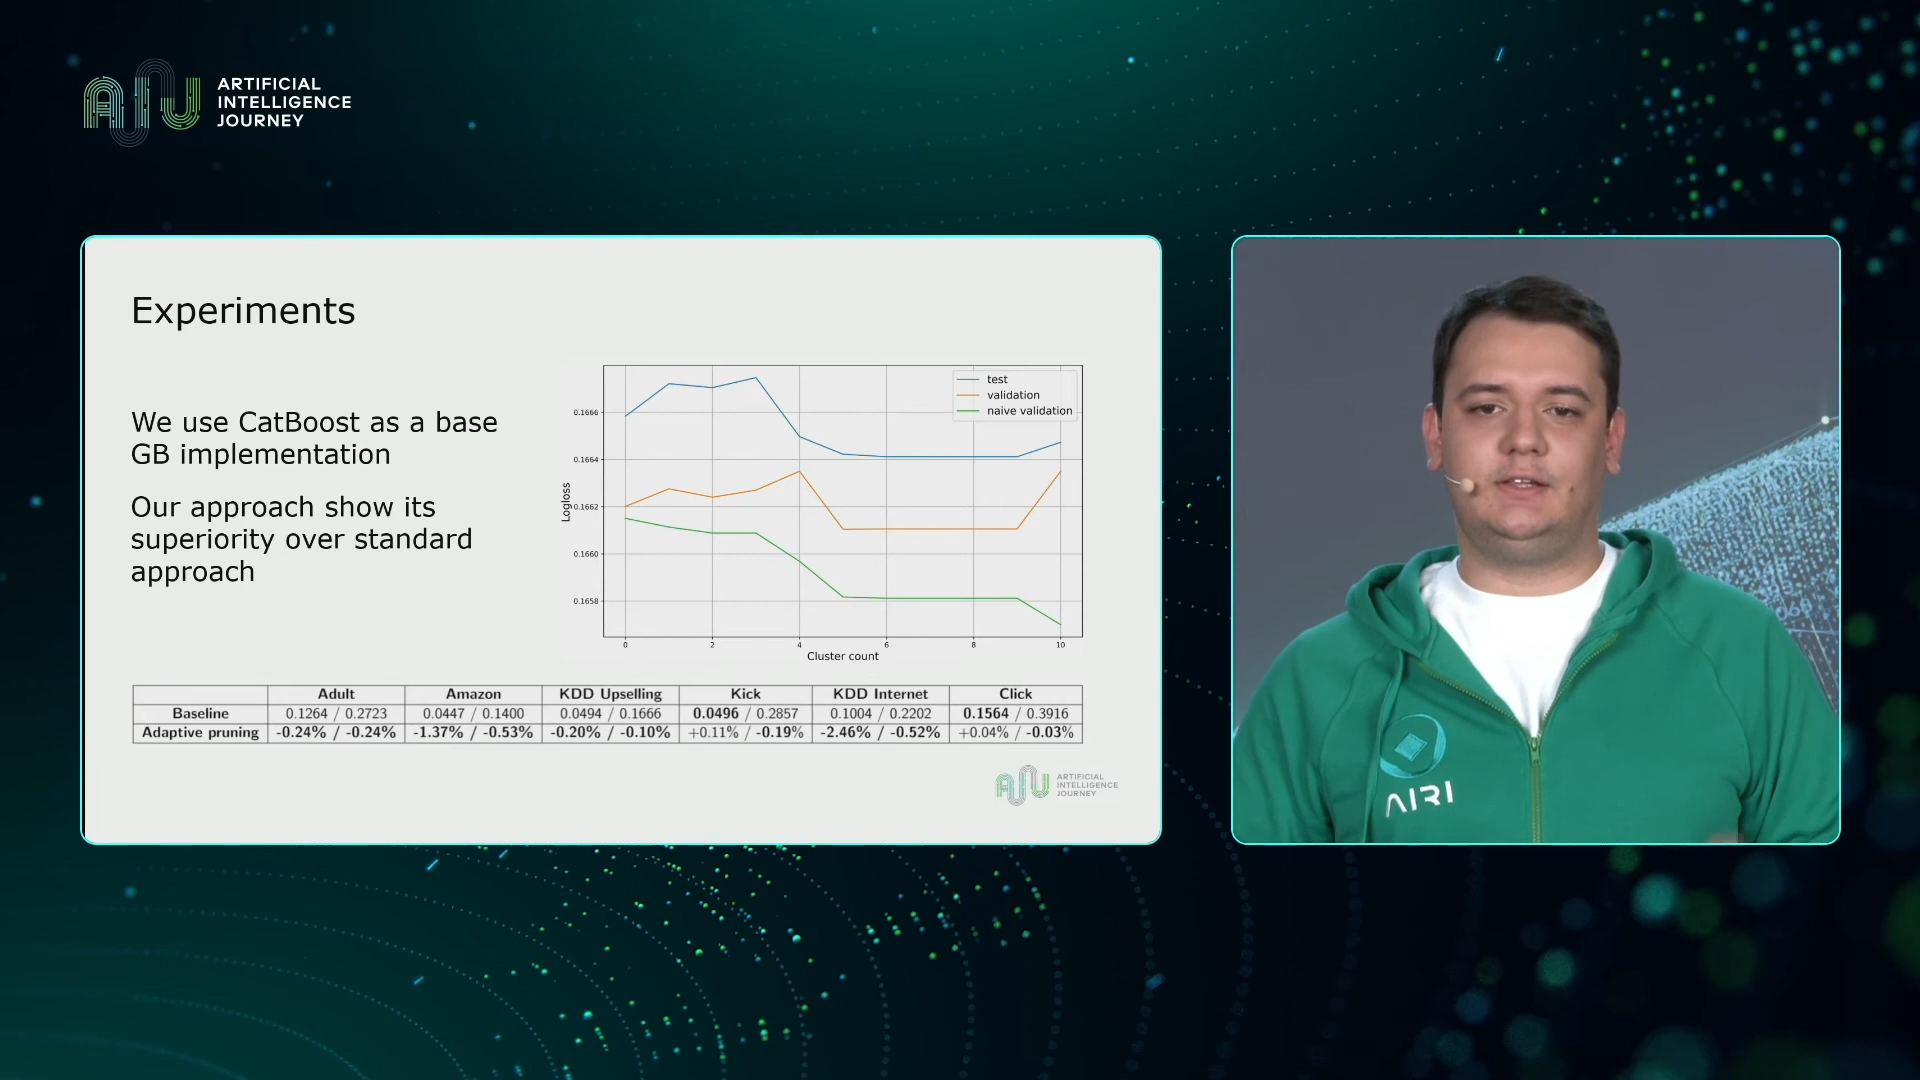 ARTIFICIAL
INTELLIGENCE
JOURNEY
Experiments
We use CatBoost as a base
GB implementation
Our approach show its
superiority over standard
approach
test
validation
naive validation
0.1666
0.1664
0.1662
0.1660
0.1658
Logloss
0 2 4 6 8 10
Cluster count
Adult Amazon KDD Upselling Kick KDD Internet Click
Baseline 0.1264 / 0.2723 0.0447 / 0.1400 0.0494 / 0.1666 0.0496 / 0.2857 0.1004 / 0.2202 0.1564 / 0.3916
Adaptive pruning -0.24% / -0.24% -1.37% / -0.53% -0.20% / -0.10% +0.11% / -0.19% -2.46% / -0.52% +0.04% / -0.03%
ARTIFICIAL
INTELLIGENCE
JOURNEY
AIRI